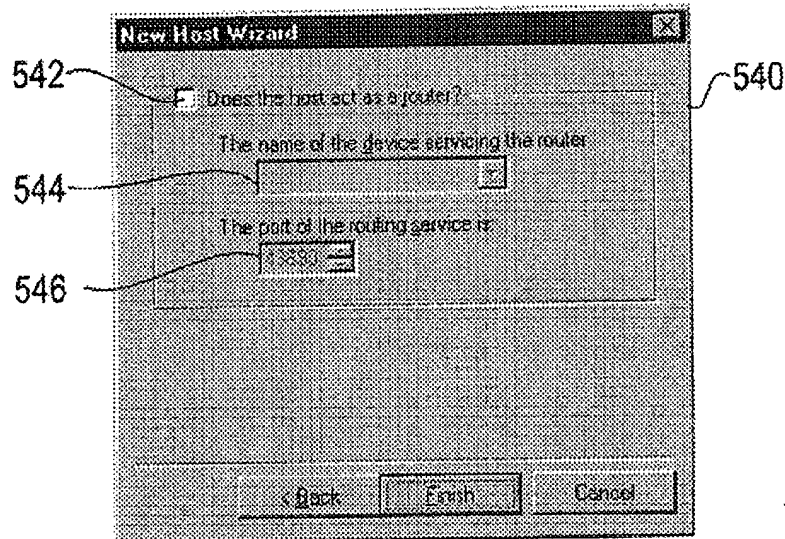 New Host Wizard
542
540
Does the host act as a router?
The name of the device servicing the router
544
The port of the routing service is:
546
< Back Finish Cancel